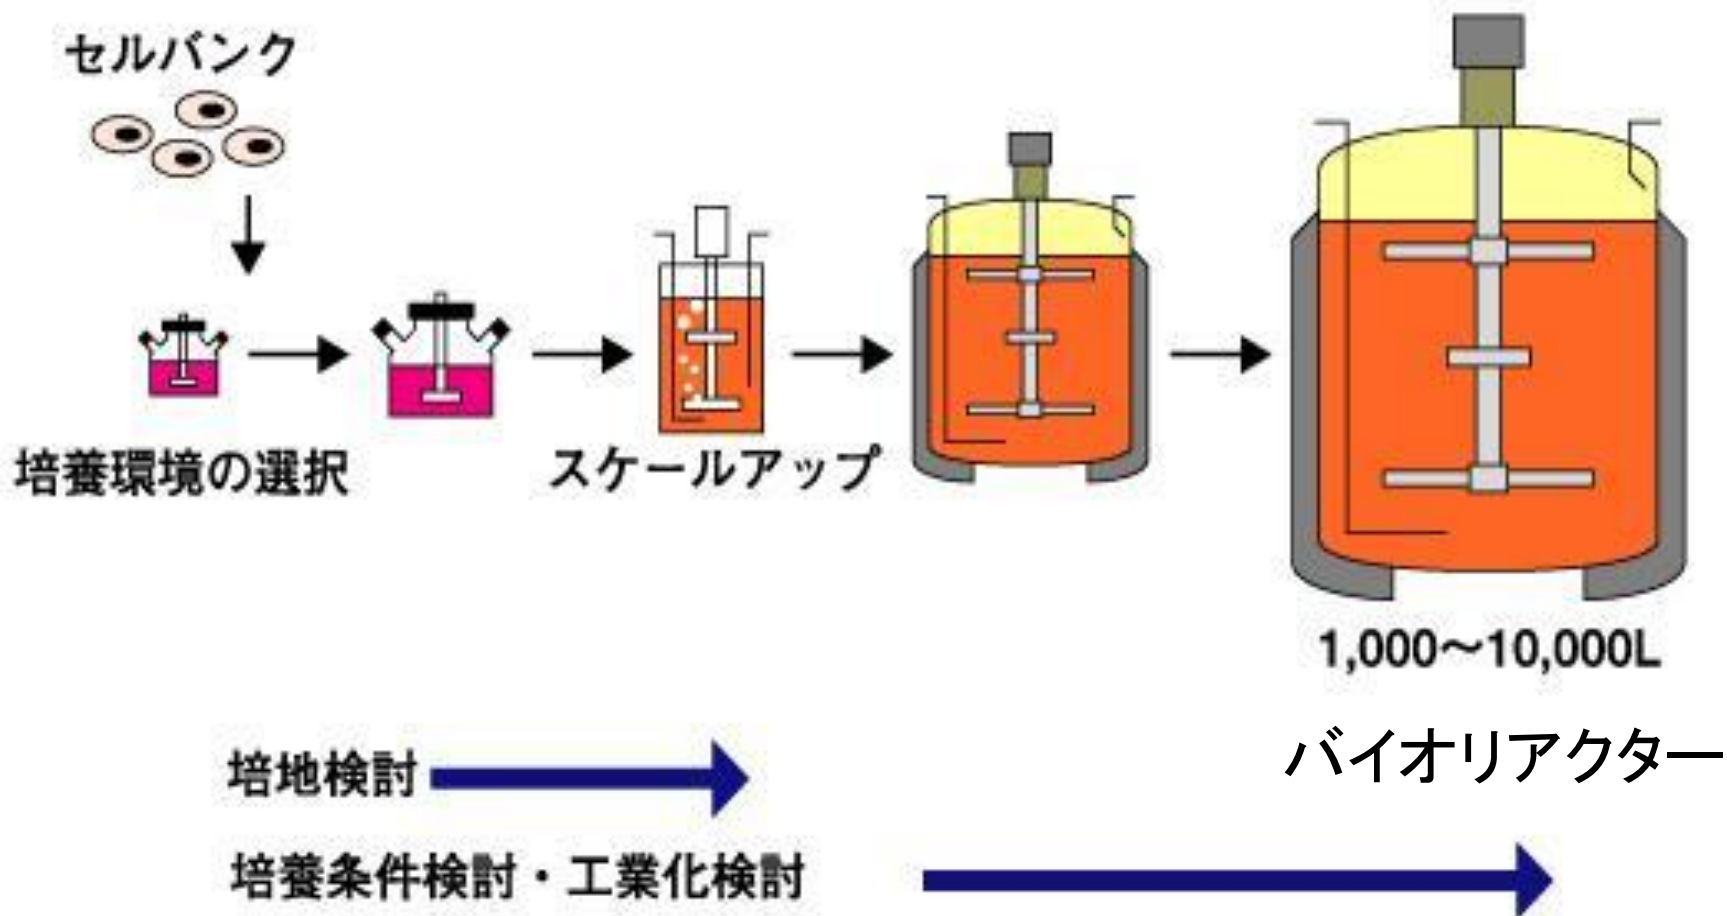 セルバンク
培養環境の選択
スケールアップ
1,000～10,000L
バイオリアクター
培地検討
培養条件検討・工業化検討